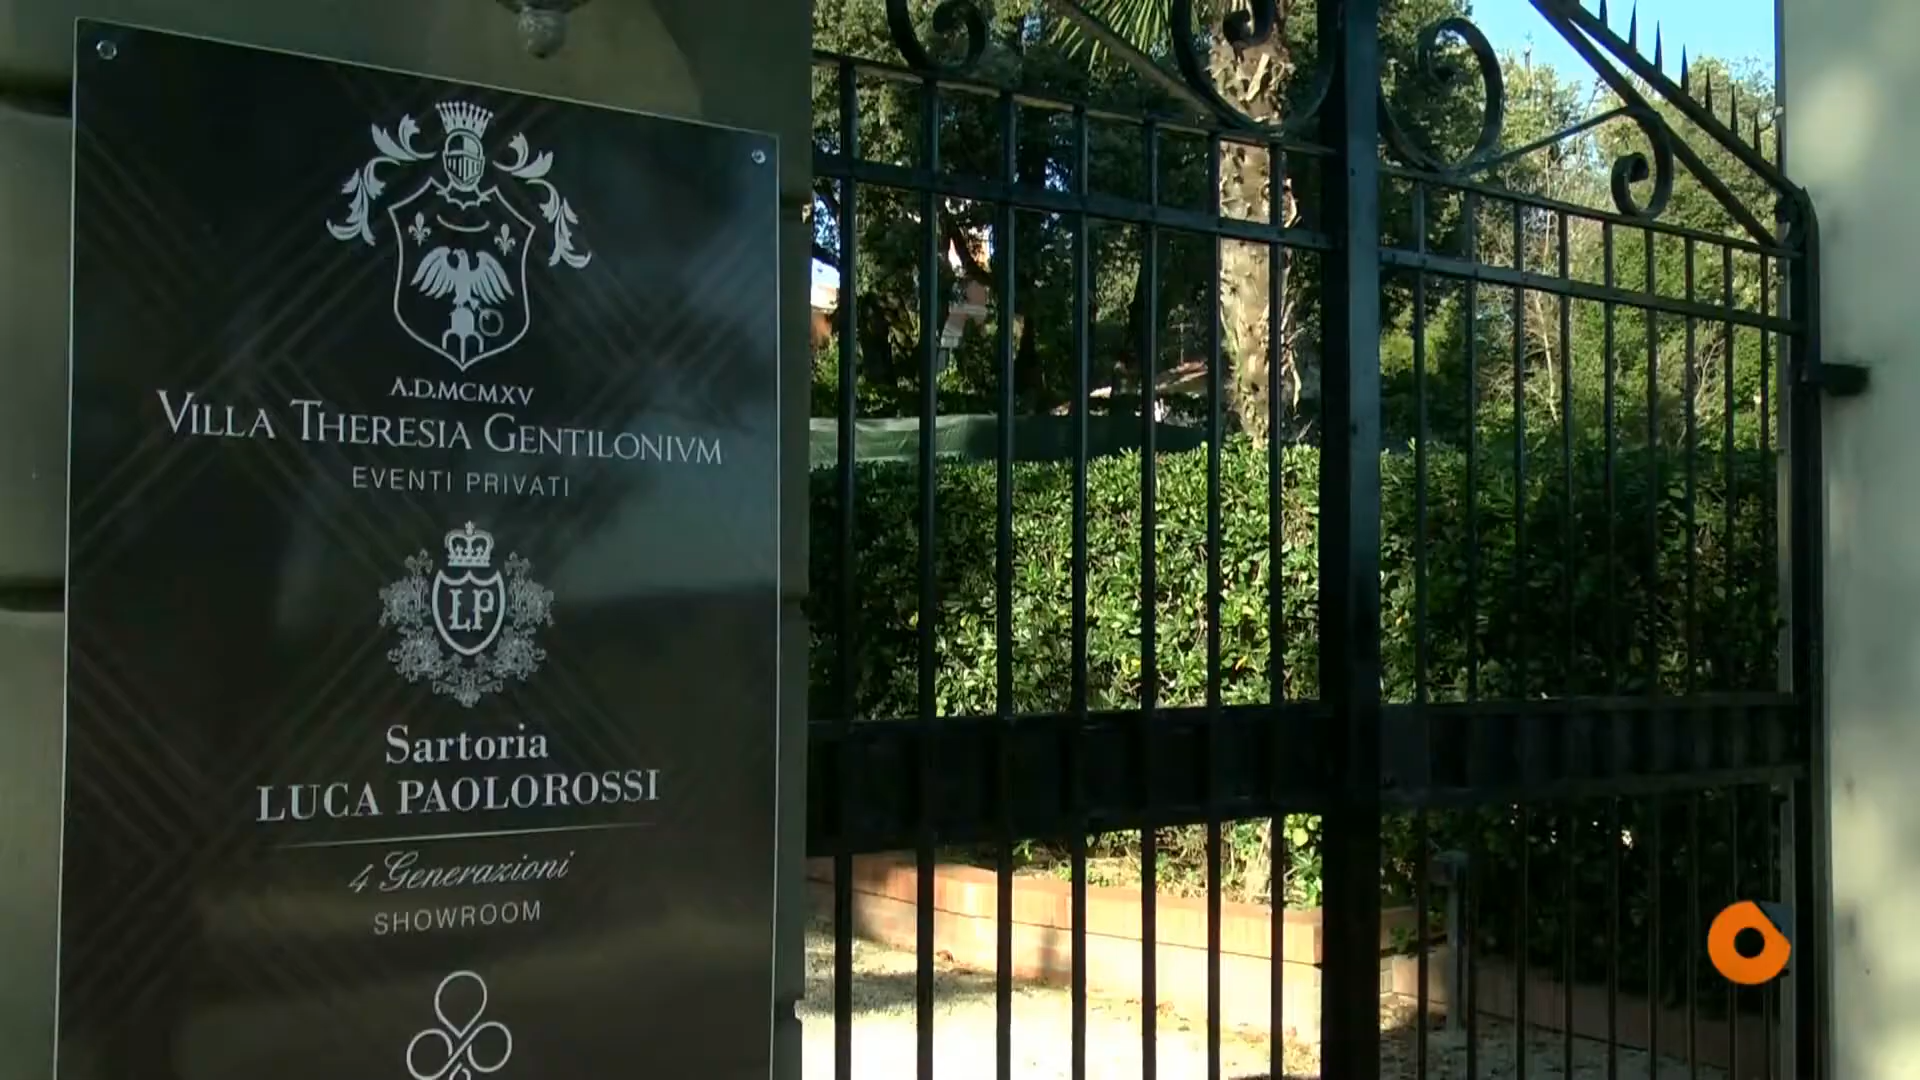 A.D.MCMXV
VILLA THERESIA GENTILONIVM
EVENTI PRIVATI
LP
Sartoria
LUCA PAOLOROSSI
4 Generazioni
SHOWROOM